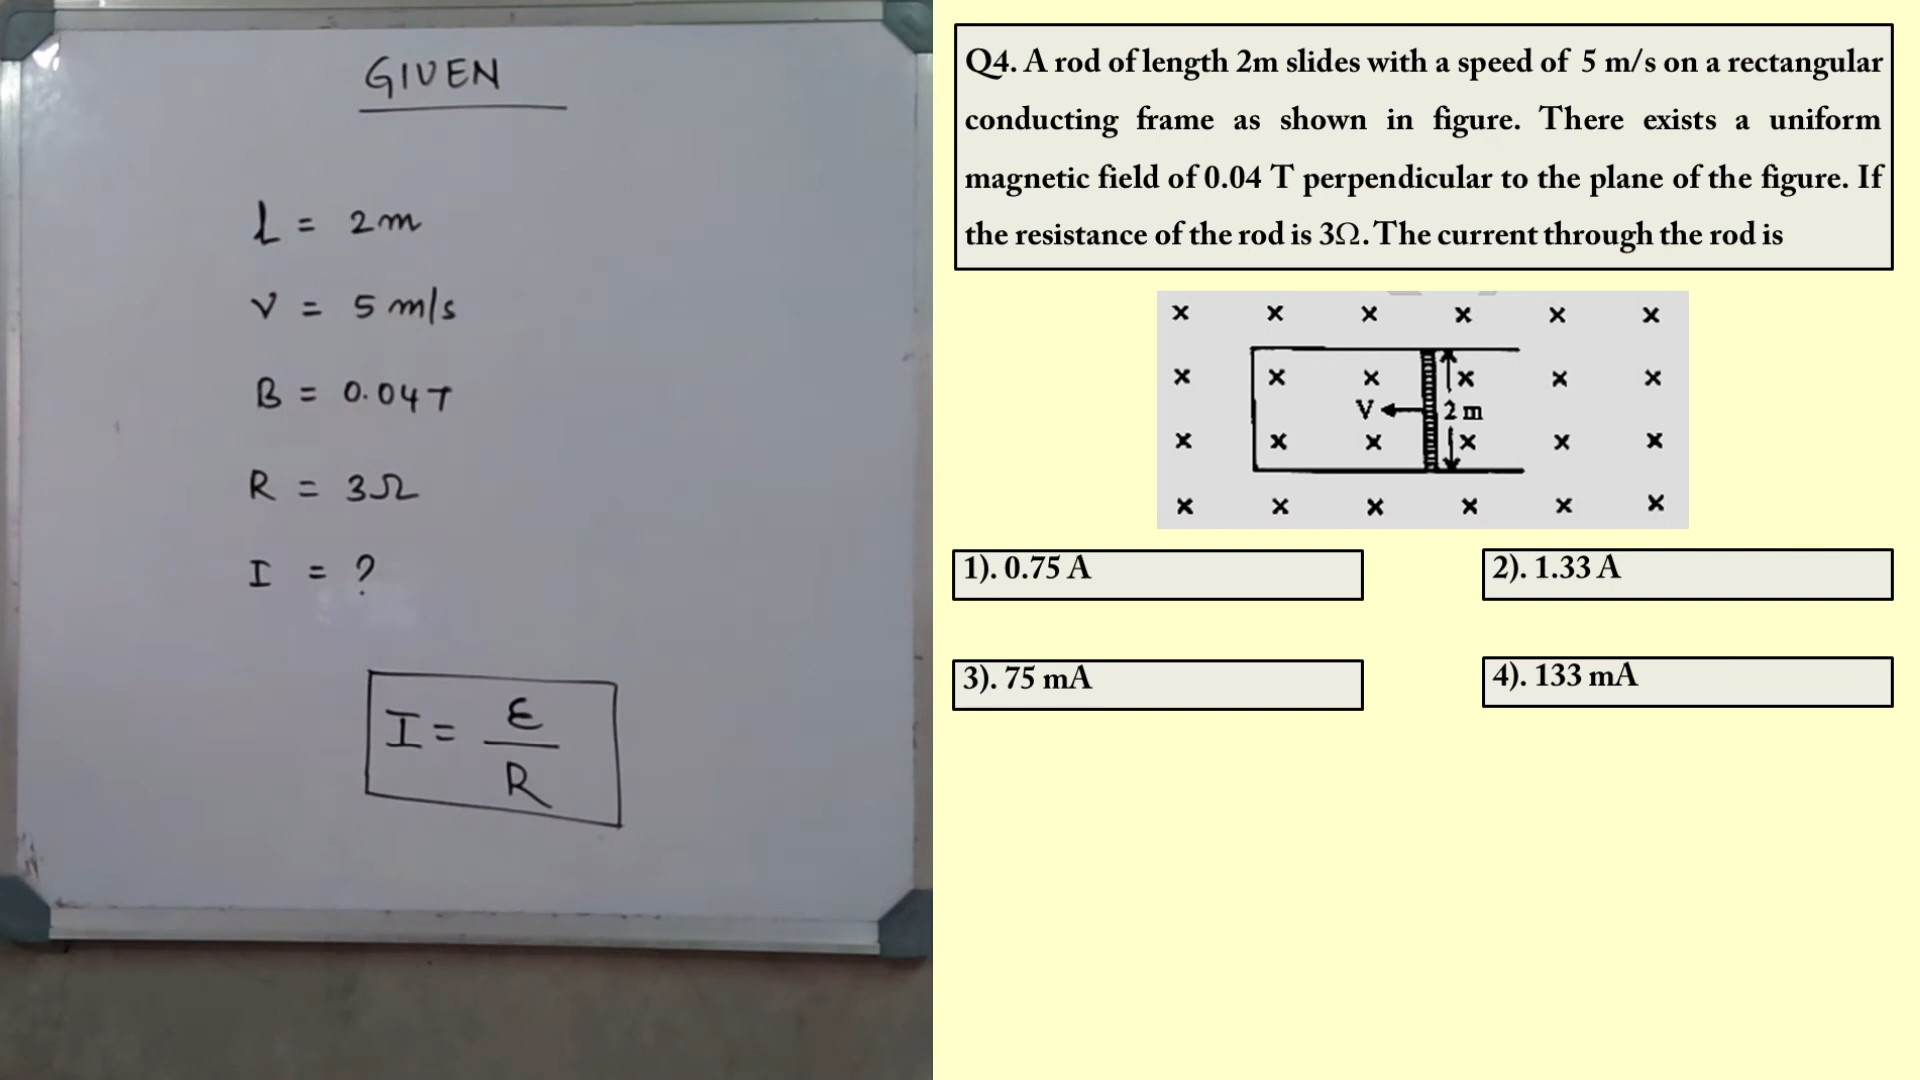 GIVEN
l = 2m
V = 5 m/s
B = 0.04T
R = 3Ω
I = ?
I = ε/R
Q4. A rod of length 2m slides with a speed of 5 m/s on a rectangular
conducting frame as shown in figure. There exists a uniform
magnetic field of 0.04 T perpendicular to the plane of the figure. If
the resistance of the rod is 3Ω. The current through the rod is
x x x x x x
x x x x x x
V 2 m
x x x x x x
x x x x x x
1). 0.75 A
2). 1.33 A
3). 75 mA
4). 133 mA